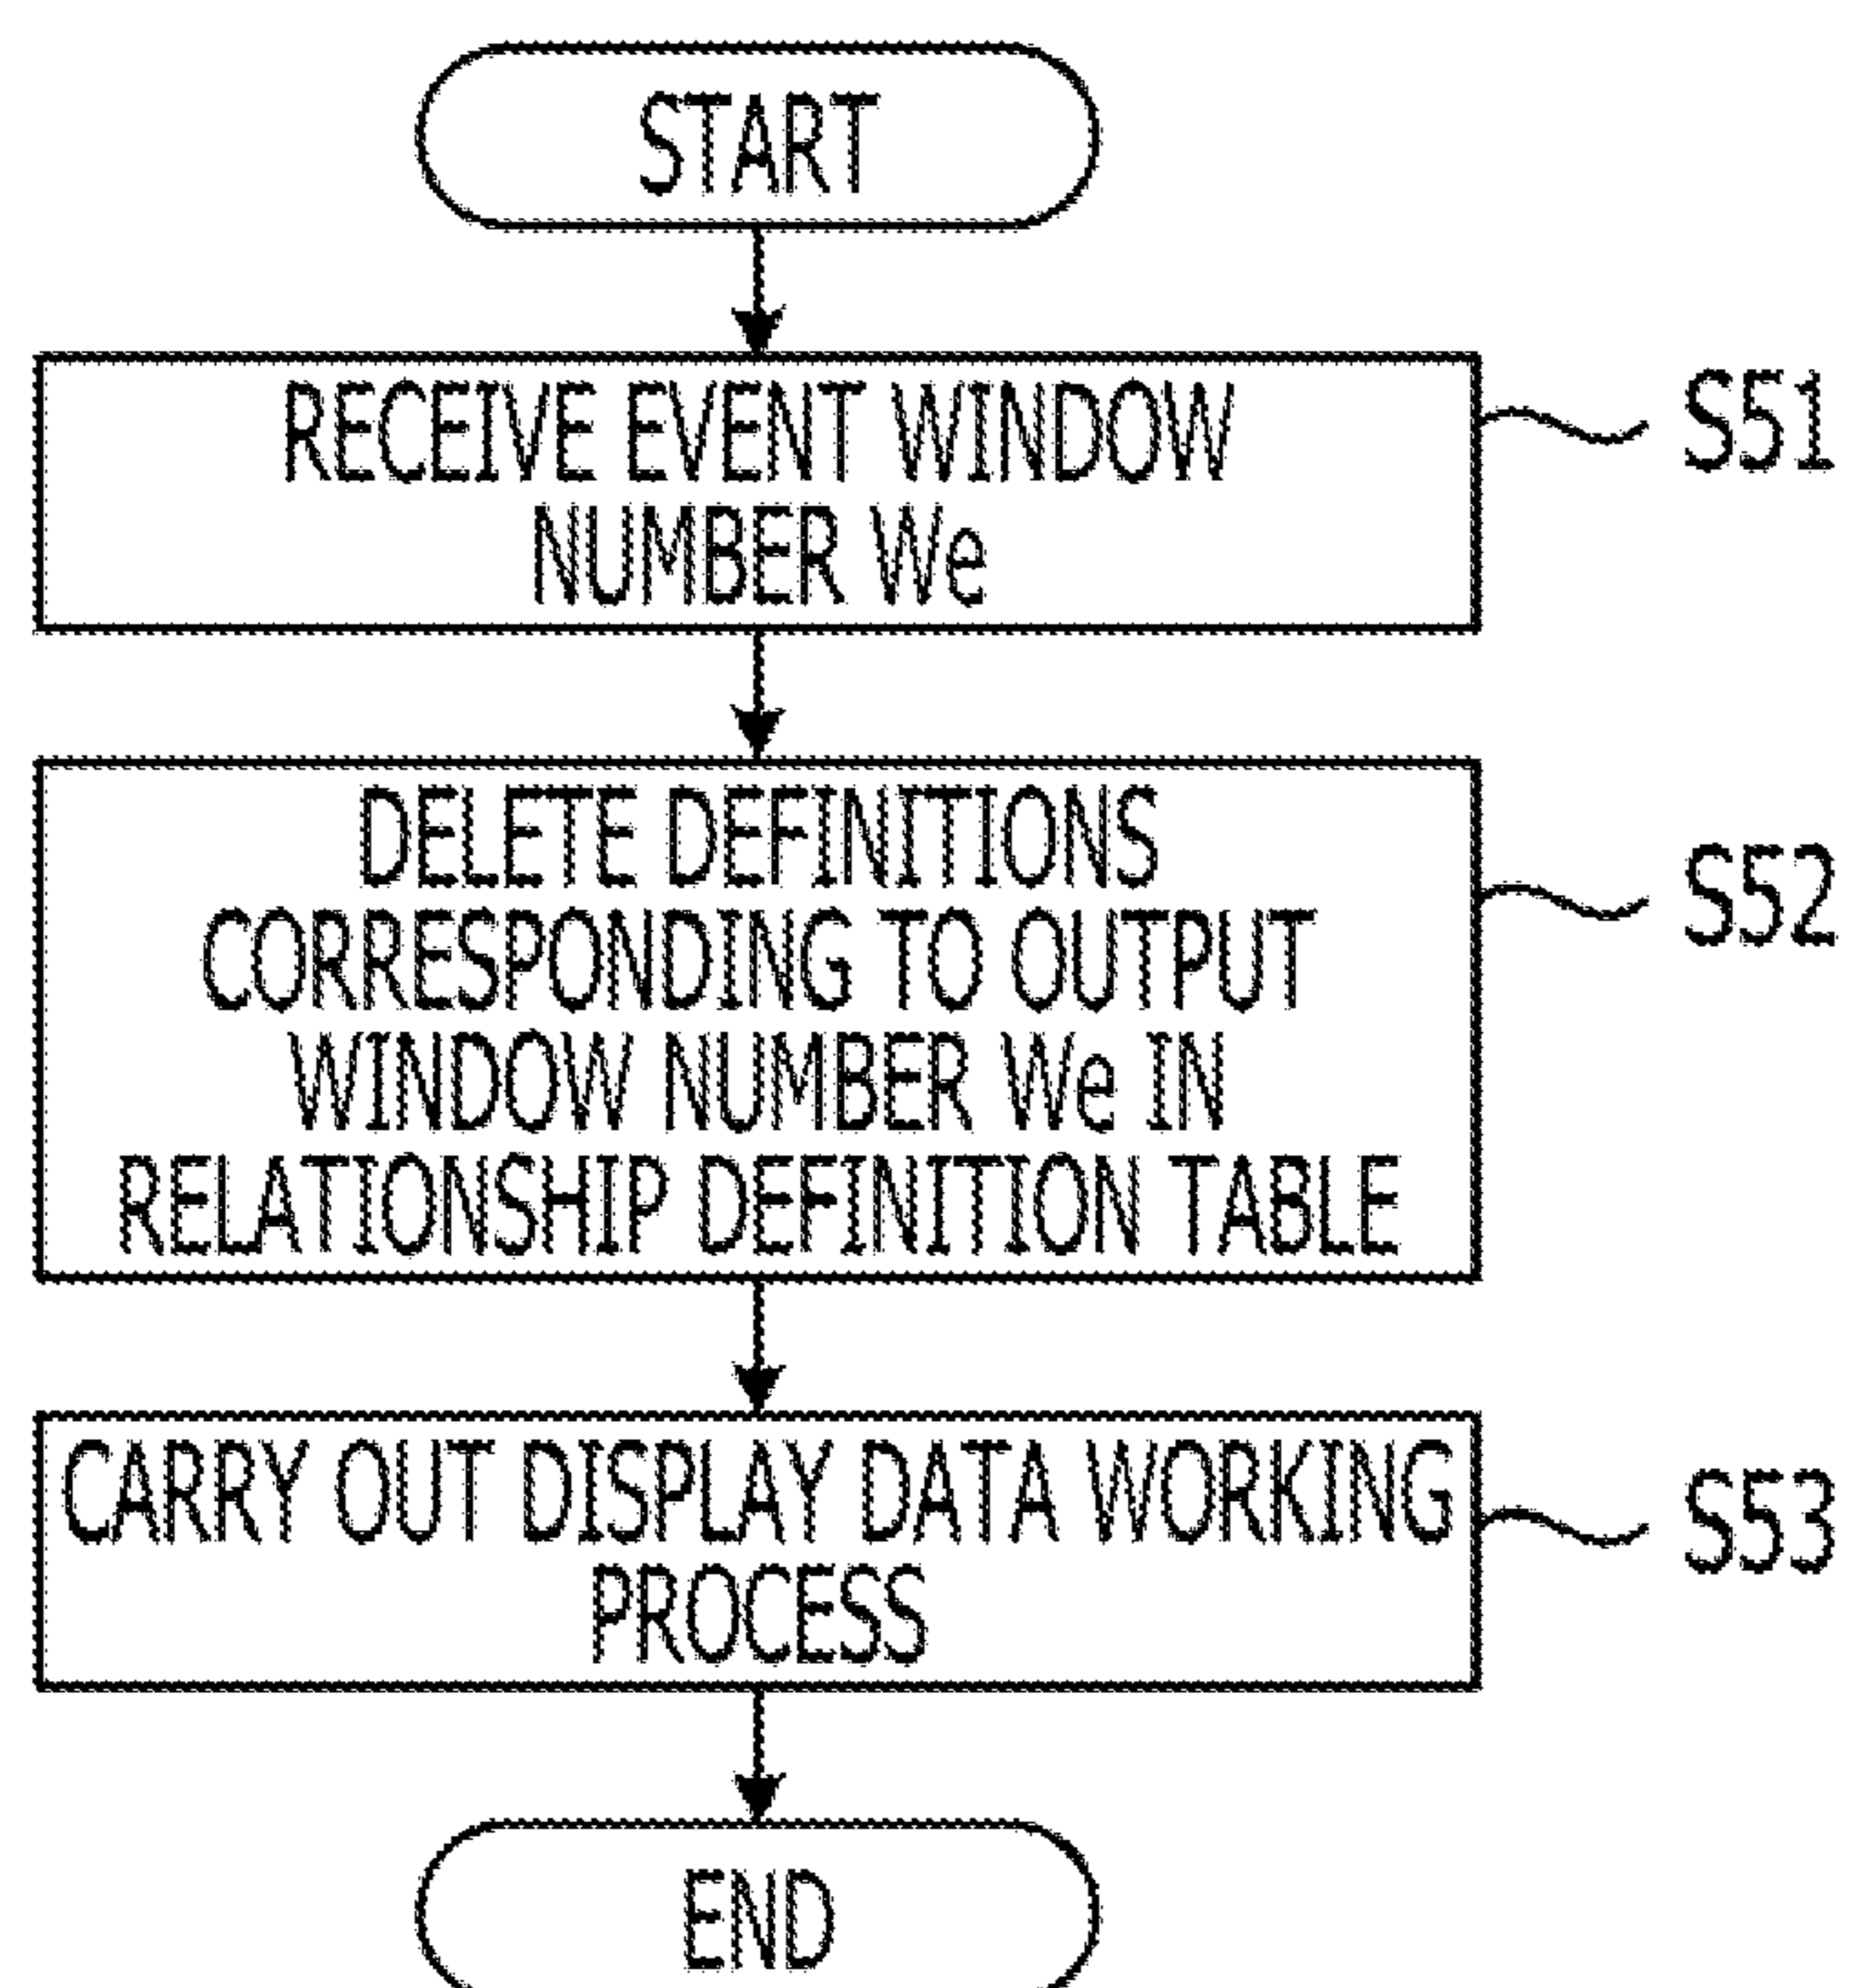 START
RECEIVE EVENT WINDOW
NUMBER We
S51
DELETE DEFINITIONS
CORRESPONDING TO OUTPUT
WINDOW NUMBER We IN
RELATIONSHIP DEFINITION TABLE
S52
CARRY OUT DISPLAY DATA WORKING
PROCESS
S53
END